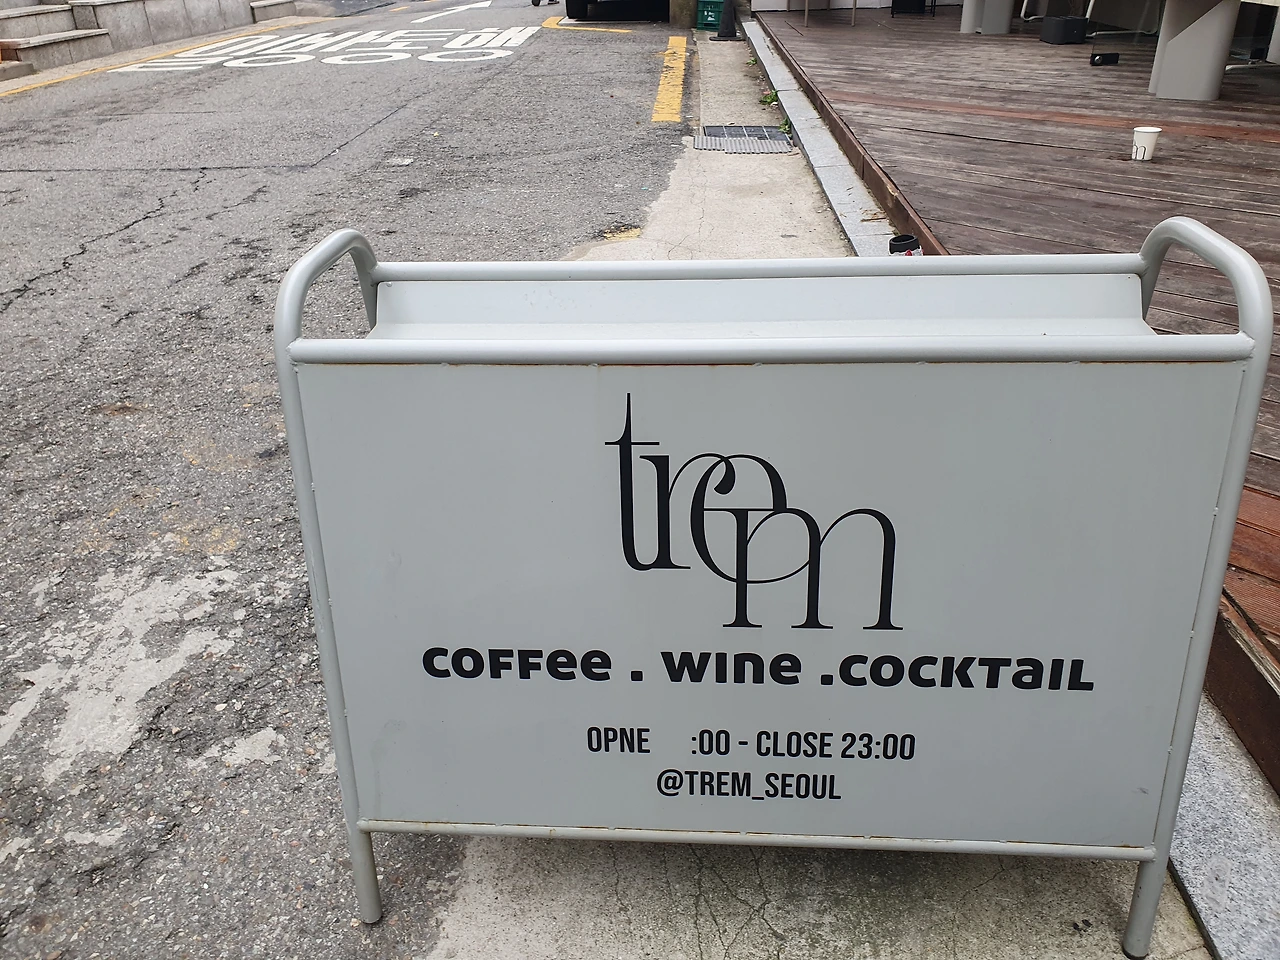 trem
COFFEE . WINE .COCKTAIL
OPNE :00 - CLOSE 23:00
@TREM_SEOUL